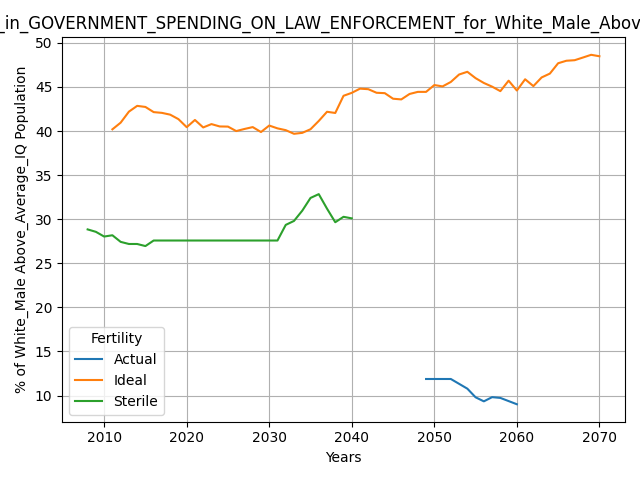 _in_GOVERNMENT_SPENDING_ON_LAW_ENFORCEMENT_for_White_Male_Abov
% of White_Male Above_Average_IQ Population
50
45
40
35
30
25
20
15
10
Fertility
Actual
Ideal
Sterile
2010 2020 2030 2040 2050 2060 2070
Years